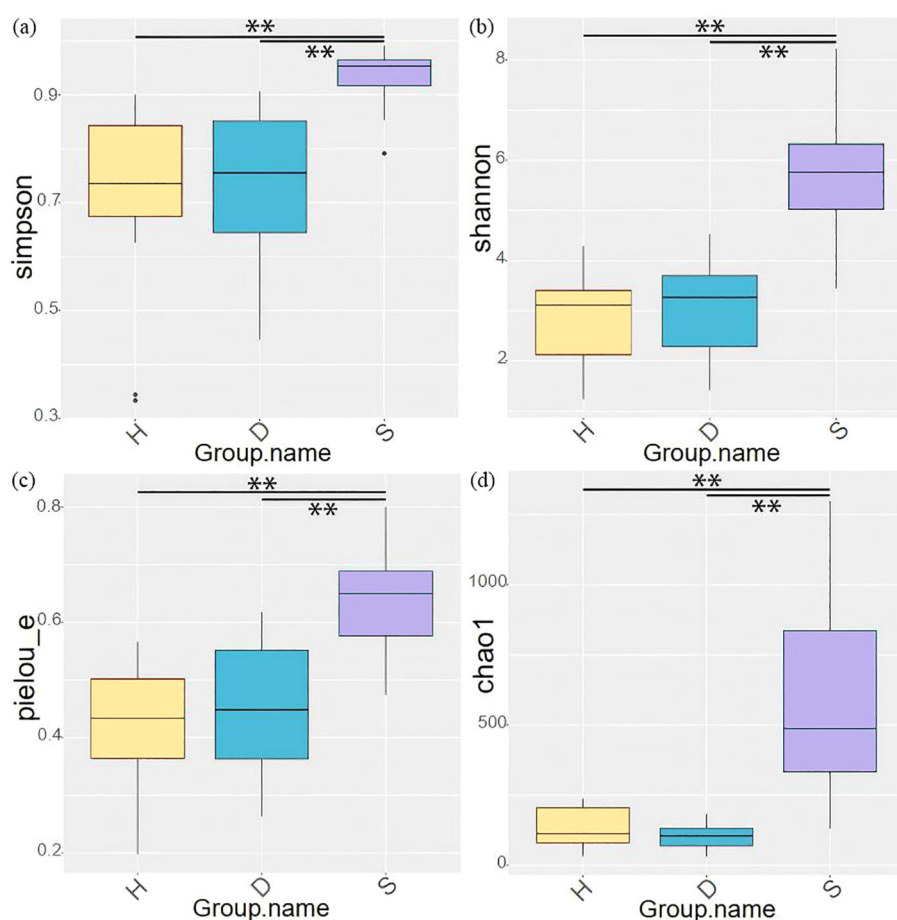 (a)
**
**
0.9
0.7
0.5
0.3
simpson
H
D
S
Group.name
(b)
**
**
8
6
4
2
shannon
H
D
S
Group.name
(c)
**
**
0.8
0.6
0.4
0.2
pielou_e
H
D
S
Group.name
(d)
**
**
1000
500
0
chao1
H
D
S
Group.name